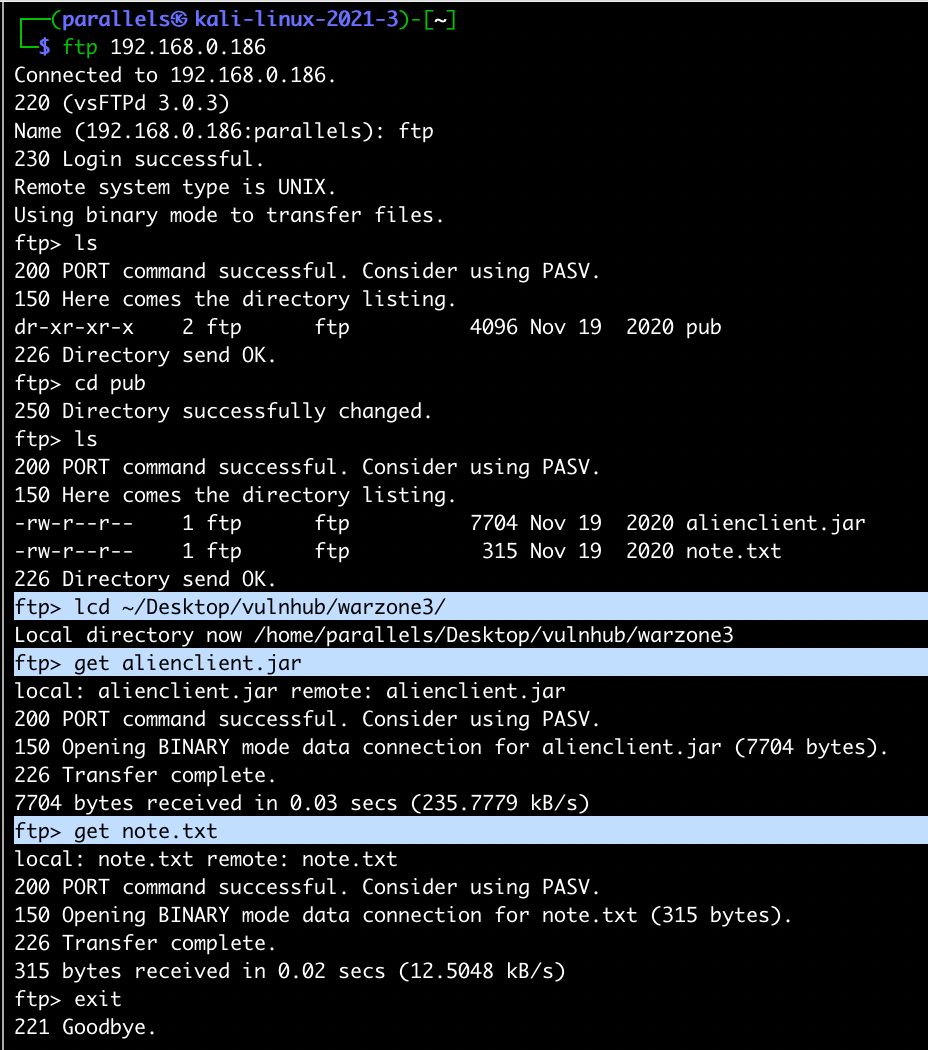 ┌──(parallels㉿kali-linux-2021-3)-[~]
└─$ ftp 192.168.0.186
Connected to 192.168.0.186.
220 (vsFTPd 3.0.3)
Name (192.168.0.186:parallels): ftp
230 Login successful.
Remote system type is UNIX.
Using binary mode to transfer files.
ftp> ls
200 PORT command successful. Consider using PASV.
150 Here comes the directory listing.
dr-xr-xr-x    2 ftp      ftp          4096 Nov 19  2020 pub
226 Directory send OK.
ftp> cd pub
250 Directory successfully changed.
ftp> ls
200 PORT command successful. Consider using PASV.
150 Here comes the directory listing.
-rw-r--r--    1 ftp      ftp          7704 Nov 19  2020 alienclient.jar
-rw-r--r--    1 ftp      ftp           315 Nov 19  2020 note.txt
226 Directory send OK.
ftp> lcd ~/Desktop/vulnhub/warzone3/
Local directory now /home/parallels/Desktop/vulnhub/warzone3
ftp> get alienclient.jar
local: alienclient.jar remote: alienclient.jar
200 PORT command successful. Consider using PASV.
150 Opening BINARY mode data connection for alienclient.jar (7704 bytes).
226 Transfer complete.
7704 bytes received in 0.03 secs (235.7779 kB/s)
ftp> get note.txt
local: note.txt remote: note.txt
200 PORT command successful. Consider using PASV.
150 Opening BINARY mode data connection for note.txt (315 bytes).
226 Transfer complete.
315 bytes received in 0.02 secs (12.5048 kB/s)
ftp> exit
221 Goodbye.